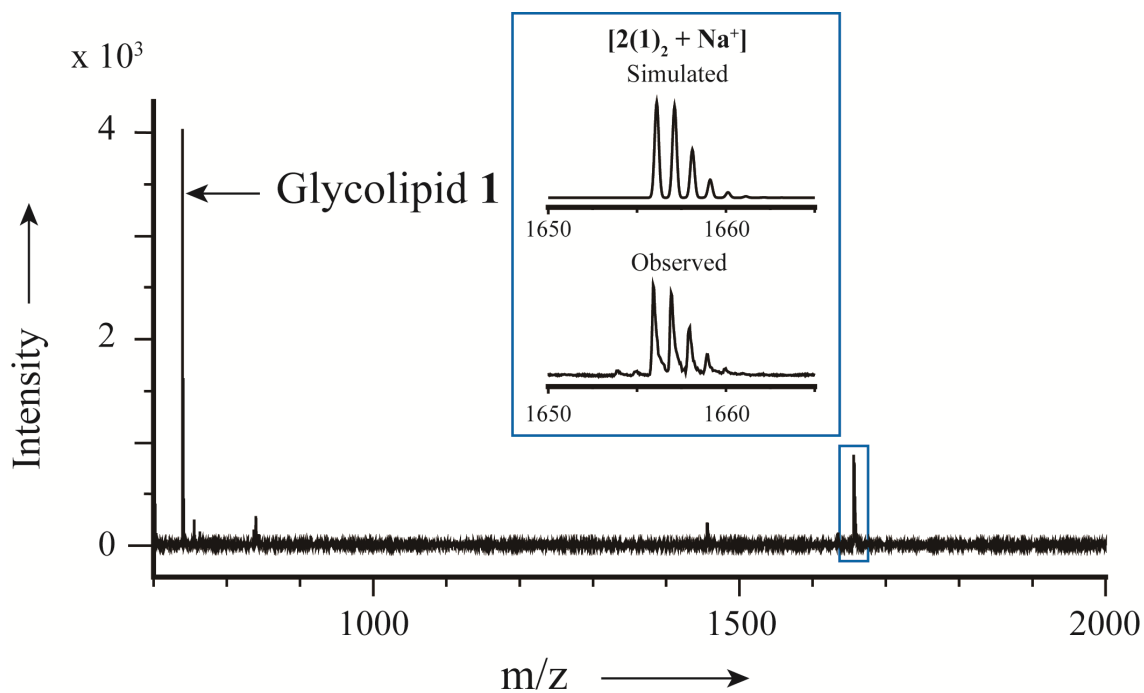 x 10³
4
2
0
Intensity
Glycolipid 1
[2(1)₂ + Na⁺]
Simulated
1650 1660
Observed
1650 1660
1000 1500 2000
m/z